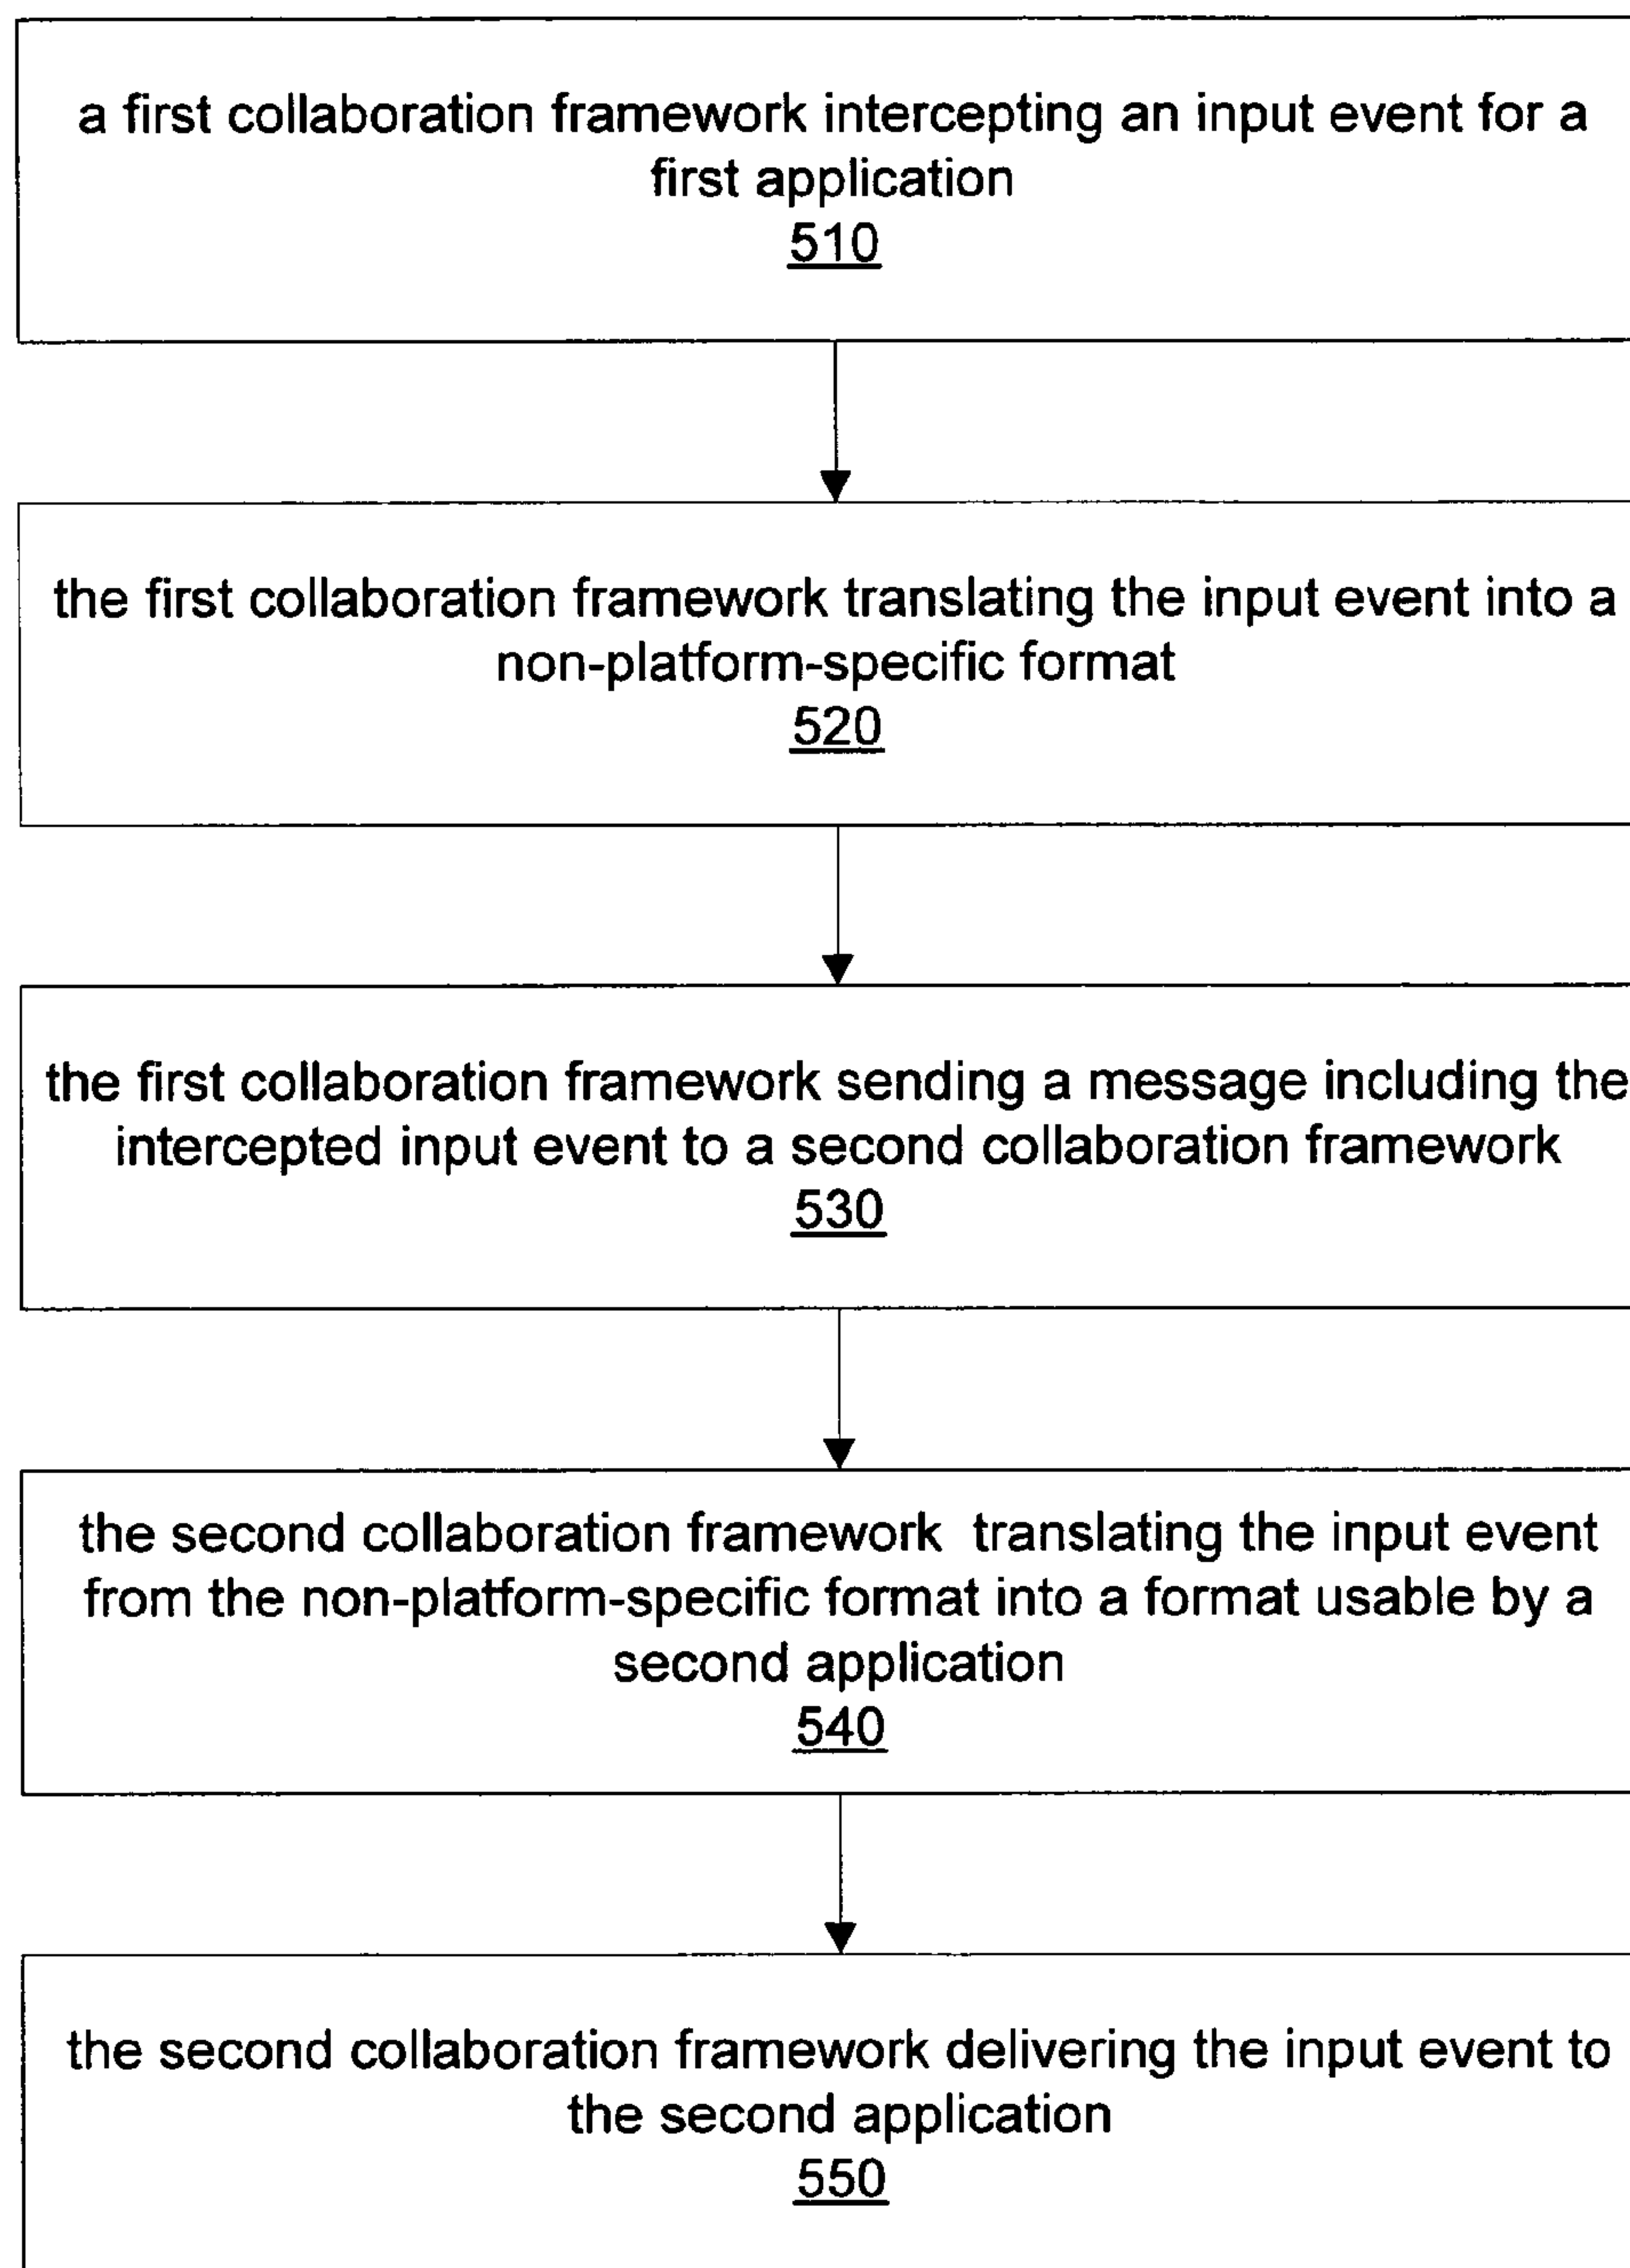 a first collaboration framework intercepting an input event for a
first application
510
the first collaboration framework translating the input event into a
non-platform-specific format
520
the first collaboration framework sending a message including the
intercepted input event to a second collaboration framework
530
the second collaboration framework translating the input event
from the non-platform-specific format into a format usable by a
second application
540
the second collaboration framework delivering the input event to
the second application
550